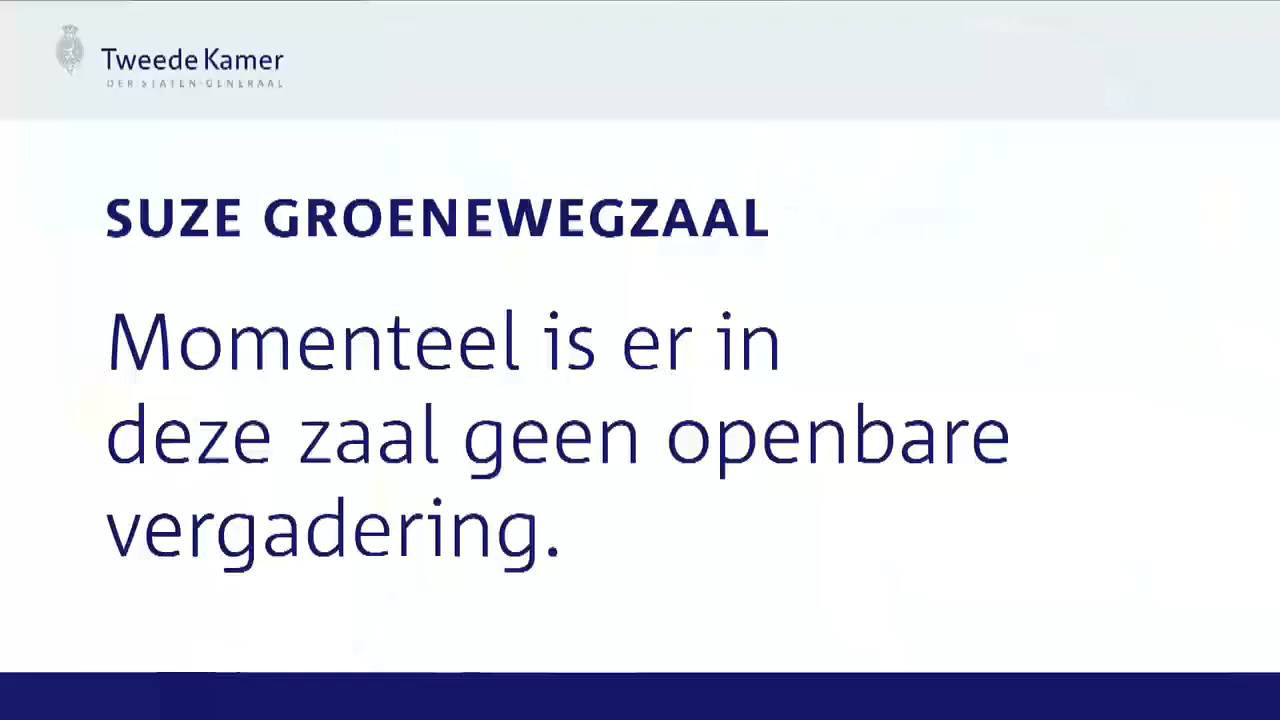 Tweede Kamer
DER STATEN-GENERAAL
SUZE GROENEWEGZAAL
Momenteel is er in
deze zaal geen openbare
vergadering.